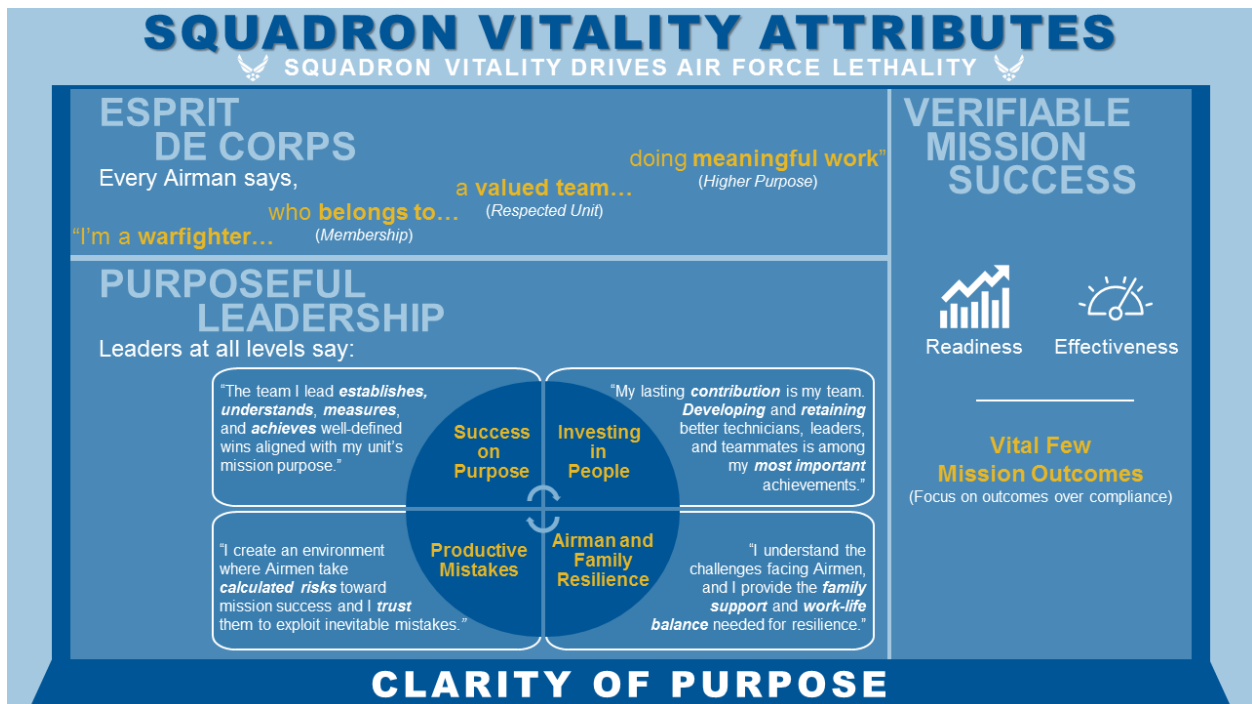 SQUADRON VITALITY ATTRIBUTES
SQUADRON VITALITY DRIVES AIR FORCE LETHALITY
ESPRIT
DE CORPS
Every Airman says,
“I’m a warfighter…
who belongs to…
(Membership)
a valued team…
(Respected Unit)
doing meaningful work”
(Higher Purpose)
PURPOSEFUL
LEADERSHIP
Leaders at all levels say:
“The team I lead establishes,
understands, measures,
and achieves well-defined
wins aligned with my unit’s
mission purpose.”
Success
on
Purpose
Investing
in
People
“My lasting contribution is my team.
Developing and retaining
better technicians, leaders,
and teammates is among
my most important
achievements.”
“I create an environment
where Airmen take
calculated risks toward
mission success and I trust
them to exploit inevitable mistakes.”
Productive
Mistakes
Airman and
Family
Resilience
“I understand the
challenges facing Airmen,
and I provide the family
support and work-life
balance needed for resilience.”
VERIFIABLE
MISSION
SUCCESS
Readiness
Effectiveness
Vital Few
Mission Outcomes
(Focus on outcomes over compliance)
CLARITY OF PURPOSE